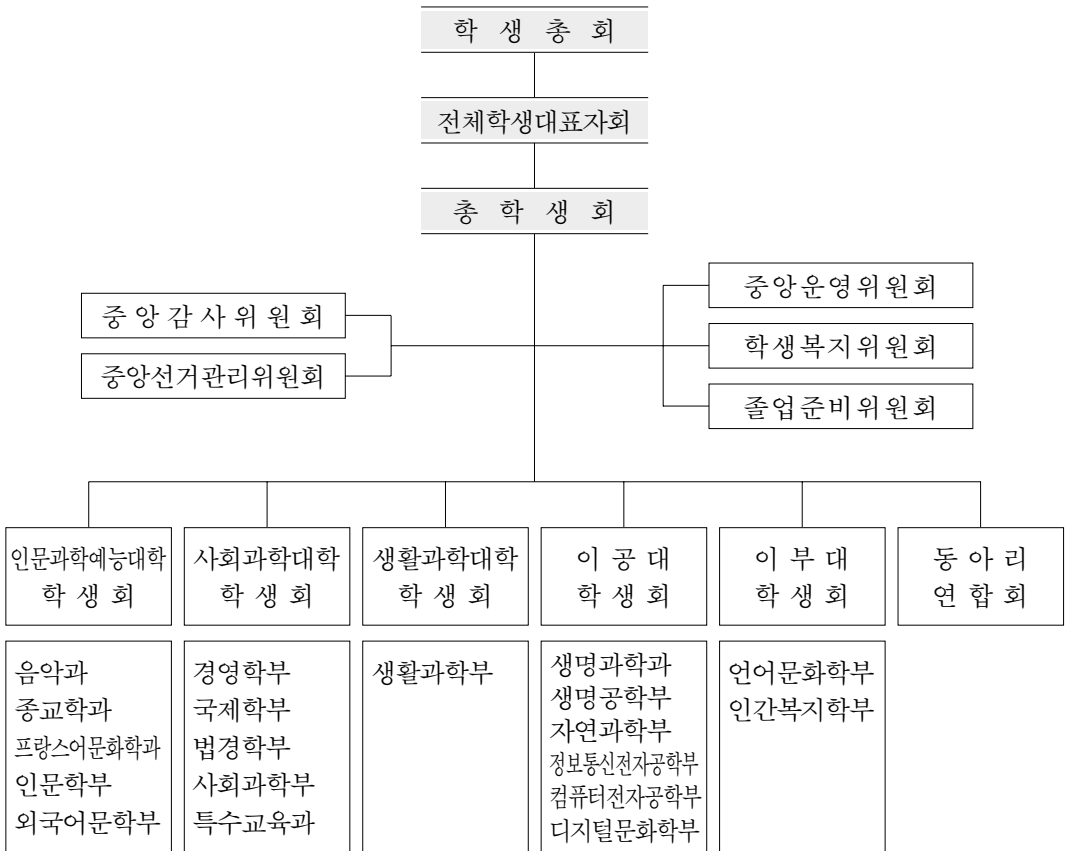 학 생 총 회
전체학생대표자회
총 학 생 회
중앙감사위원회
중앙선거관리위원회
중앙운영위원회
학생복지위원회
졸업준비위원회
인문과학예능대학
학 생 회
사회과학대학
학 생 회
생활과학대학
학 생 회
이 공 대
학 생 회
이 부 대
학 생 회
동 아 리
연 합 회
음악과
종교학과
프랑스어문화학과
인문학부
외국어문학부
경영학부
국제학부
법경학부
사회과학부
특수교육과
생활과학부
생명과학과
생명공학부
자연과학부
정보통신전자공학부
컴퓨터전자공학부
디지털문화학부
언어문화학부
인간복지학부